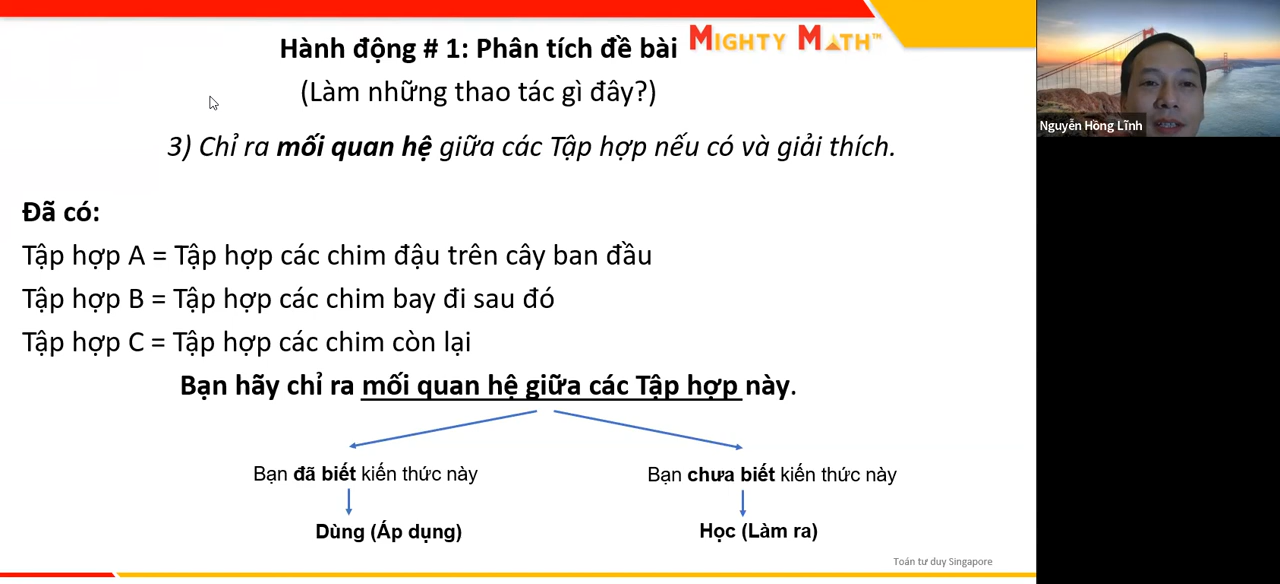 Hành động # 1: Phân tích đề bài
MIGHTY MATH™
(Làm những thao tác gì đây?)
Nguyễn Hồng Lĩnh
3) Chỉ ra mối quan hệ giữa các Tập hợp nếu có và giải thích.
Đã có:
Tập hợp A = Tập hợp các chim đậu trên cây ban đầu
Tập hợp B = Tập hợp các chim bay đi sau đó
Tập hợp C = Tập hợp các chim còn lại
Bạn hãy chỉ ra mối quan hệ giữa các Tập hợp này.
Bạn đã biết kiến thức này
Bạn chưa biết kiến thức này
Dùng (Áp dụng)
Học (Làm ra)
Toán tư duy Singapore